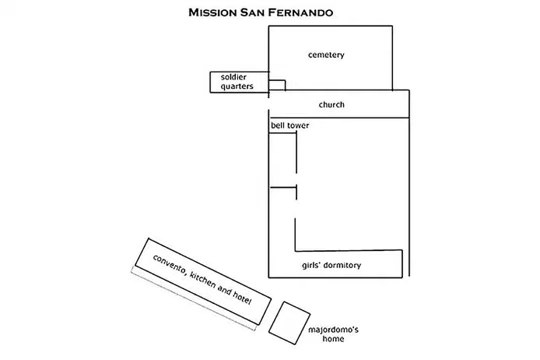 MISSION SAN FERNANDO
cemetery
soldier
quarters
church
bell tower
girls' dormitory
convento, kitchen and hotel
majordomo's
home